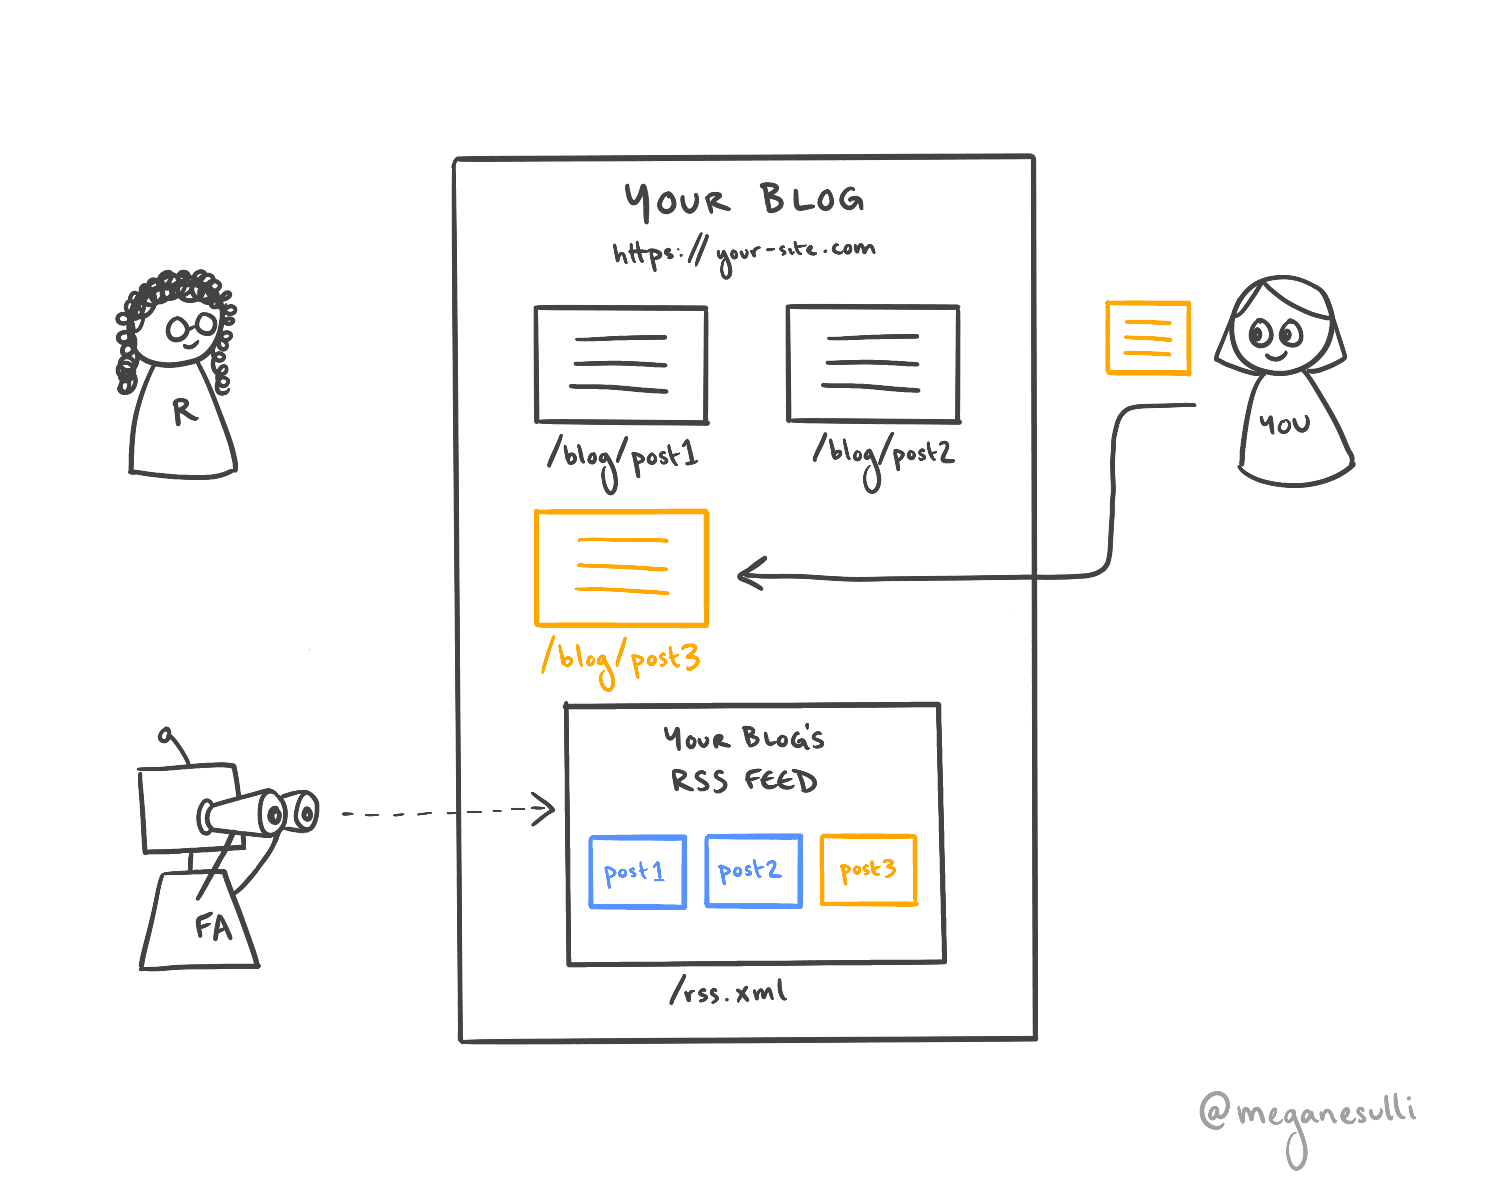 YOUR BLOG
https://your-site.com
/blog/post1
/blog/post2
/blog/post3
YOUR BLOG'S
RSS FEED
post1
post2
post3
/rss.xml
R
FA
YOU
@meganesulli